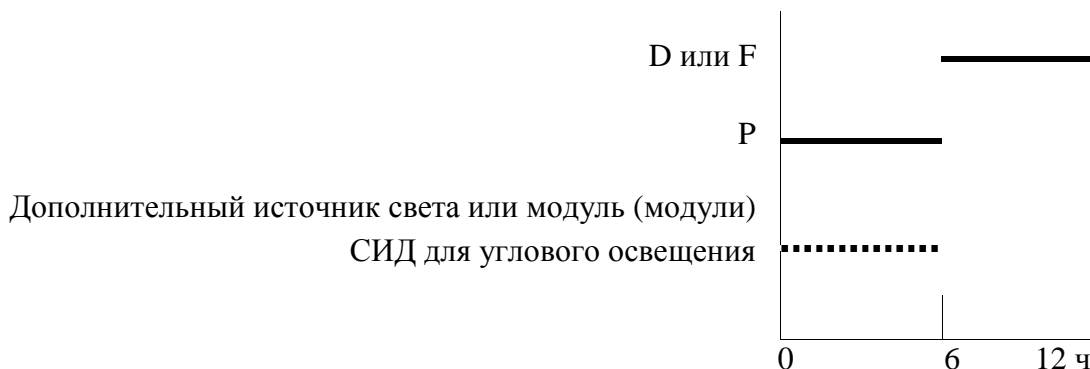 D или F
P
Дополнительный источник света или модуль (модули)
СИД для углового освещения
0 6 12 ч